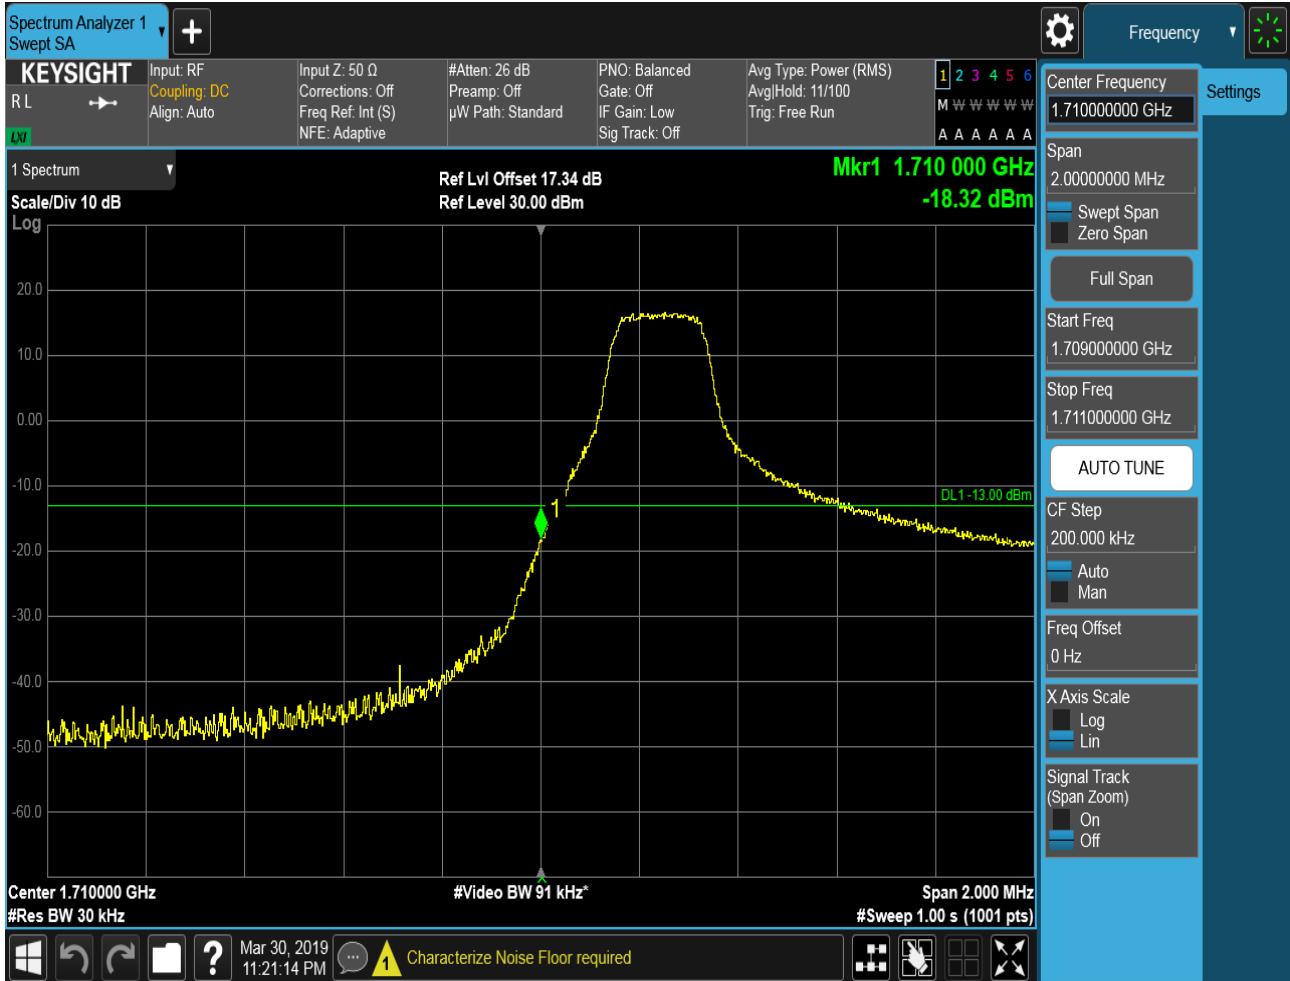 Spectrum Analyzer 1
Swept SA
Frequency
KEYSIGHT
R L
LXI
Input: RF
Coupling: DC
Align: Auto
Input Z: 50 Ω
Corrections: Off
Freq Ref: Int (S)
NFE: Adaptive
#Atten: 26 dB
Preamp: Off
µW Path: Standard
PNO: Balanced
Gate: Off
IF Gain: Low
Sig Track: Off
Avg Type: Power (RMS)
Avg|Hold: 11/100
Trig: Free Run
1 2 3 4 5 6
M W W W W W
A A A A A A
1 Spectrum
Scale/Div 10 dB
Log
Ref Lvl Offset 17.34 dB
Ref Level 30.00 dBm
Mkr1 1.710 000 GHz
-18.32 dBm
20.0
10.0
0.00
-10.0
-20.0
-30.0
-40.0
-50.0
-60.0
1
DL1 -13.00 dBm
Center 1.710000 GHz
#Res BW 30 kHz
#Video BW 91 kHz*
Span 2.000 MHz
#Sweep 1.00 s (1001 pts)
Center Frequency
1.710000000 GHz
Settings
Span
2.00000000 MHz
Swept Span
Zero Span
Full Span
Start Freq
1.709000000 GHz
Stop Freq
1.711000000 GHz
AUTO TUNE
CF Step
200.000 kHz
Auto
Man
Freq Offset
0 Hz
X Axis Scale
Log
Lin
Signal Track
(Span Zoom)
On
Off
?
Mar 30, 2019
11:21:14 PM
1
Characterize Noise Floor required